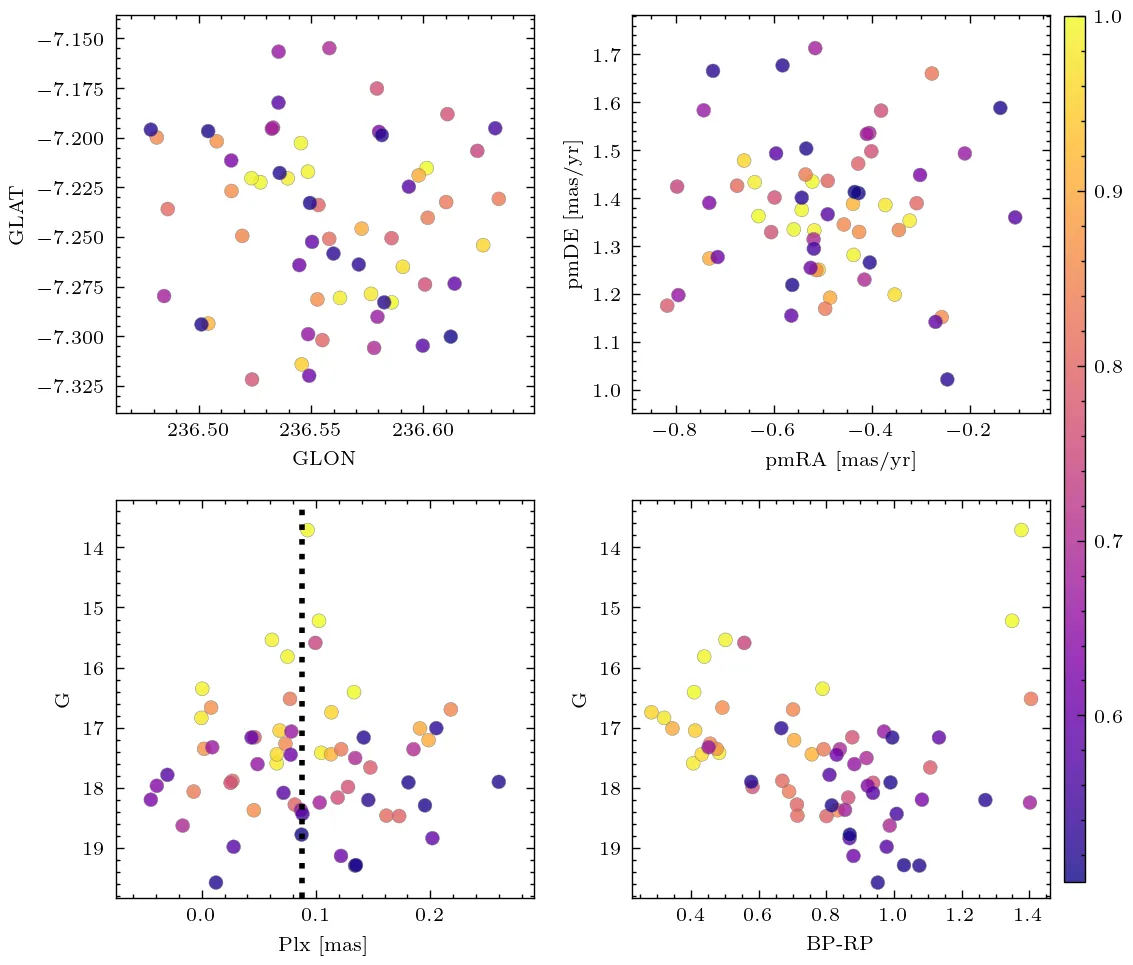 −7.150
−7.175
−7.200
−7.225
−7.250
−7.275
−7.300
−7.325
GLAT
236.50 236.55 236.60
GLON
1.7
1.6
1.5
1.4
1.3
1.2
1.1
1.0
pmDE [mas/yr]
−0.8 −0.6 −0.4 −0.2
pmRA [mas/yr]
1.0
0.9
0.8
0.7
0.6
14
15
16
17
18
19
G
0.0 0.1 0.2
Plx [mas]
14
15
16
17
18
19
G
0.4 0.6 0.8 1.0 1.2 1.4
BP-RP